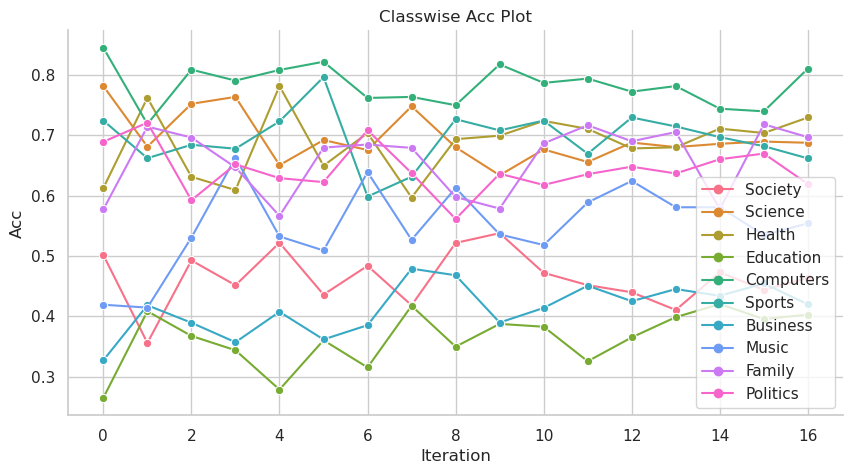 Classwise Acc Plot
Acc
0.8
0.7
0.6
0.5
0.4
0.3
0 2 4 6 8 10 12 14 16
Iteration
Society
Science
Health
Education
Computers
Sports
Business
Music
Family
Politics